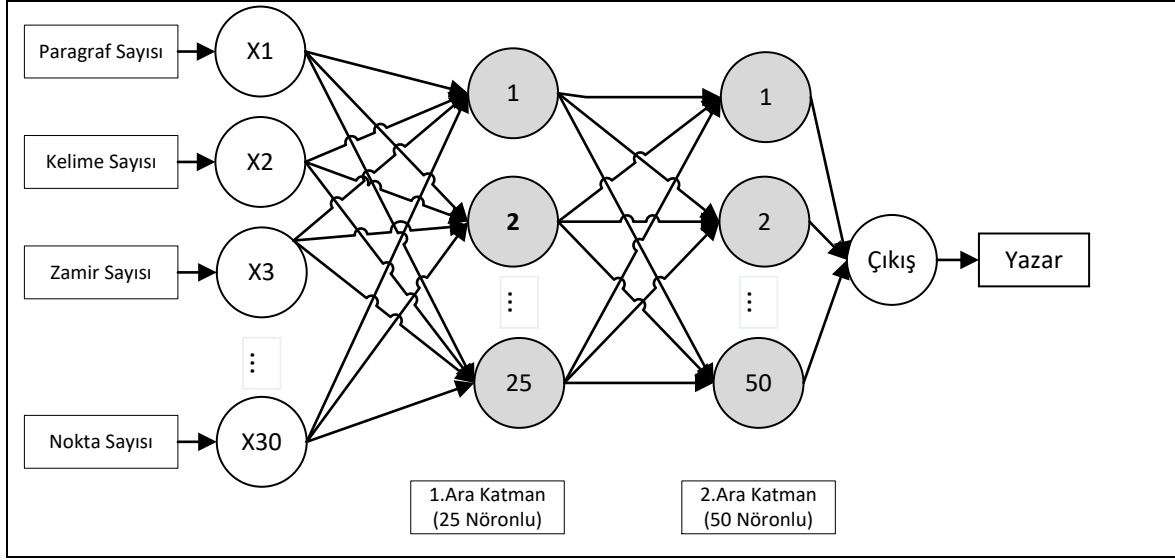 Paragraf Sayısı
X1
1
1
Kelime Sayısı
X2
2
2
Zamir Sayısı
X3
Çıkış
Yazar
...
...
...
25
50
Nokta Sayısı
X30
1.Ara Katman
(25 Nöronlu)
2.Ara Katman
(50 Nöronlu)